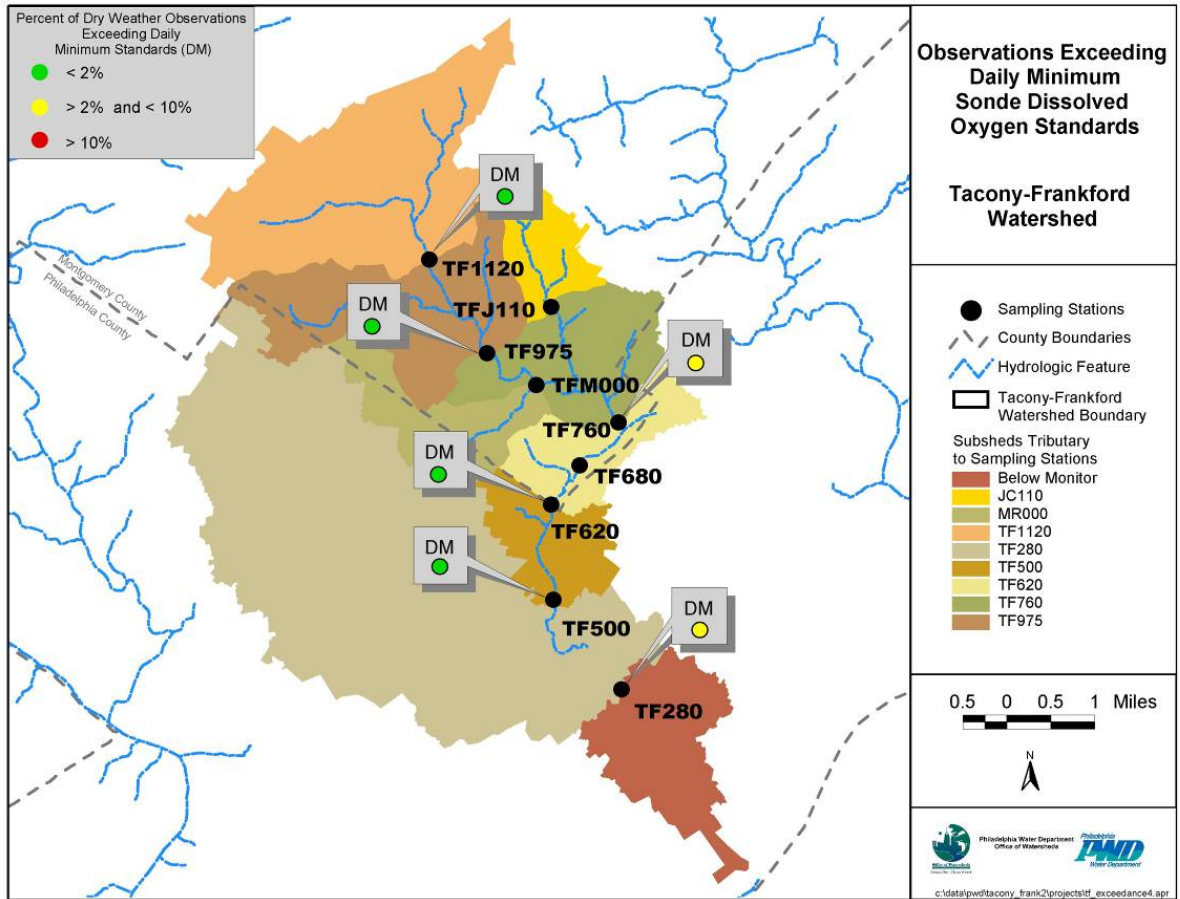 Percent of Dry Weather Observations
Exceeding Daily
Minimum Standards (DM)
< 2%
> 2% and < 10%
> 10%
Montgomery County
Philadelphia County
DM
TF1120
TFJ110
DM
TF975
DM
TFM000
TF760
DM
TF680
TF620
DM
TF500
DM
TF280
Observations Exceeding
Daily Minimum
Sonde Dissolved
Oxygen Standards
Tacony-Frankford
Watershed
Sampling Stations
County Boundaries
Hydrologic Feature
Tacony-Frankford
Watershed Boundary
Subsheds Tributary
to Sampling Stations
Below Monitor
JC110
MR000
TF1120
TF280
TF500
TF620
TF760
TF975
0.5 0 0.5 1 Miles
N
Philadelphia Water Department
Office of Watersheds
Philadelphia
PWD
c:\data\pwd\tacony_frank2\projects\tf_exceedance4.apr